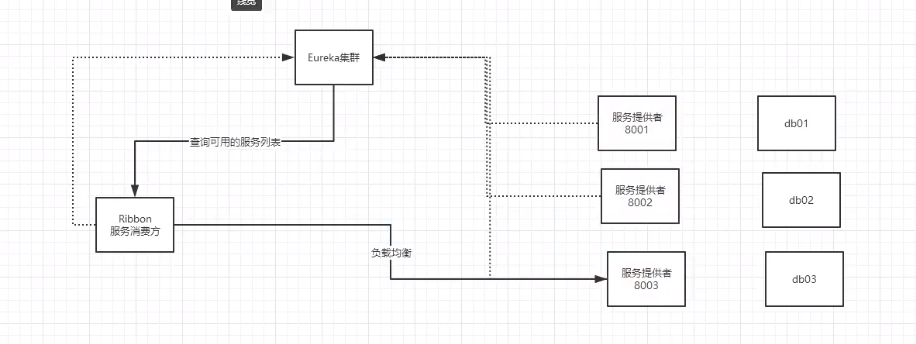 线宽
Eureka集群
查询可用的服务列表
服务提供者
8001
db01
服务提供者
8002
db02
Ribbon
服务消费方
负载均衡
服务提供者
8003
db03